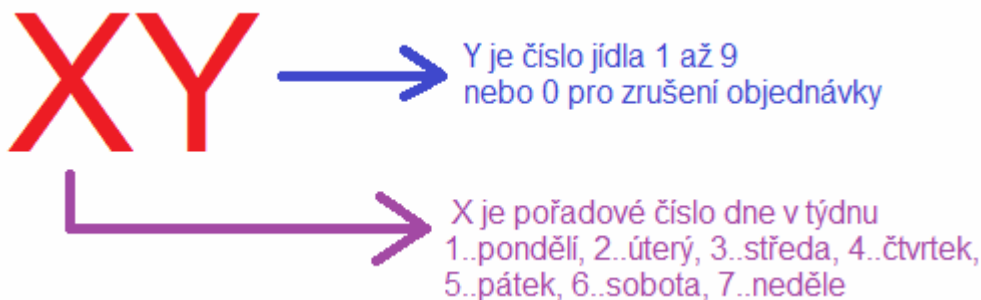 XY
Y je číslo jídla 1 až 9
nebo 0 pro zrušení objednávky
X je pořadové číslo dne v týdnu
1..pondělí, 2..úterý, 3..středa, 4..čtvrtek,
5..pátek, 6..sobota, 7..neděle